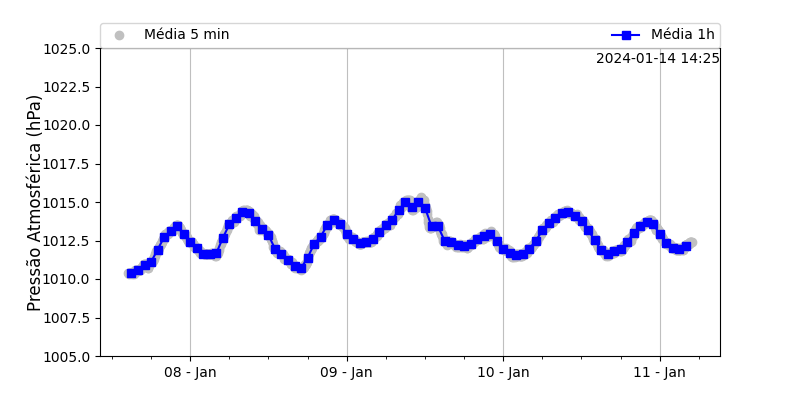 Média 5 min
Média 1h
2024-01-14 14:25
Pressão Atmosférica (hPa)
1025.0
1022.5
1020.0
1017.5
1015.0
1012.5
1010.0
1007.5
1005.0
08 - Jan
09 - Jan
10 - Jan
11 - Jan